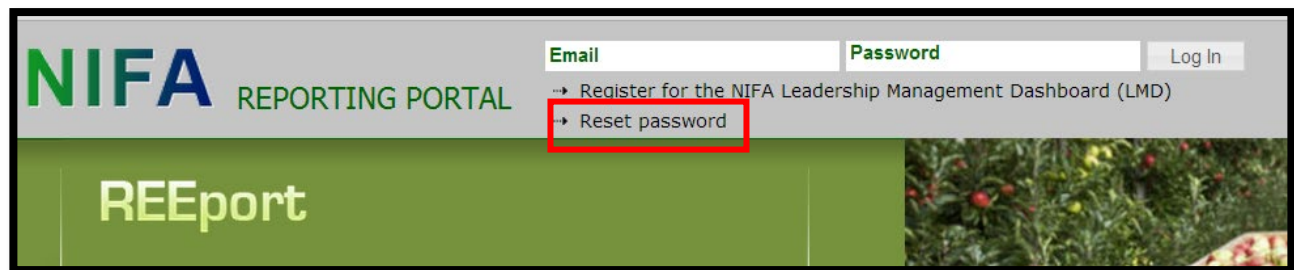 NIFA REPORTING PORTAL
Email Password Log In
⇢ Register for the NIFA Leadership Management Dashboard (LMD)
⇢ Reset password
REEport